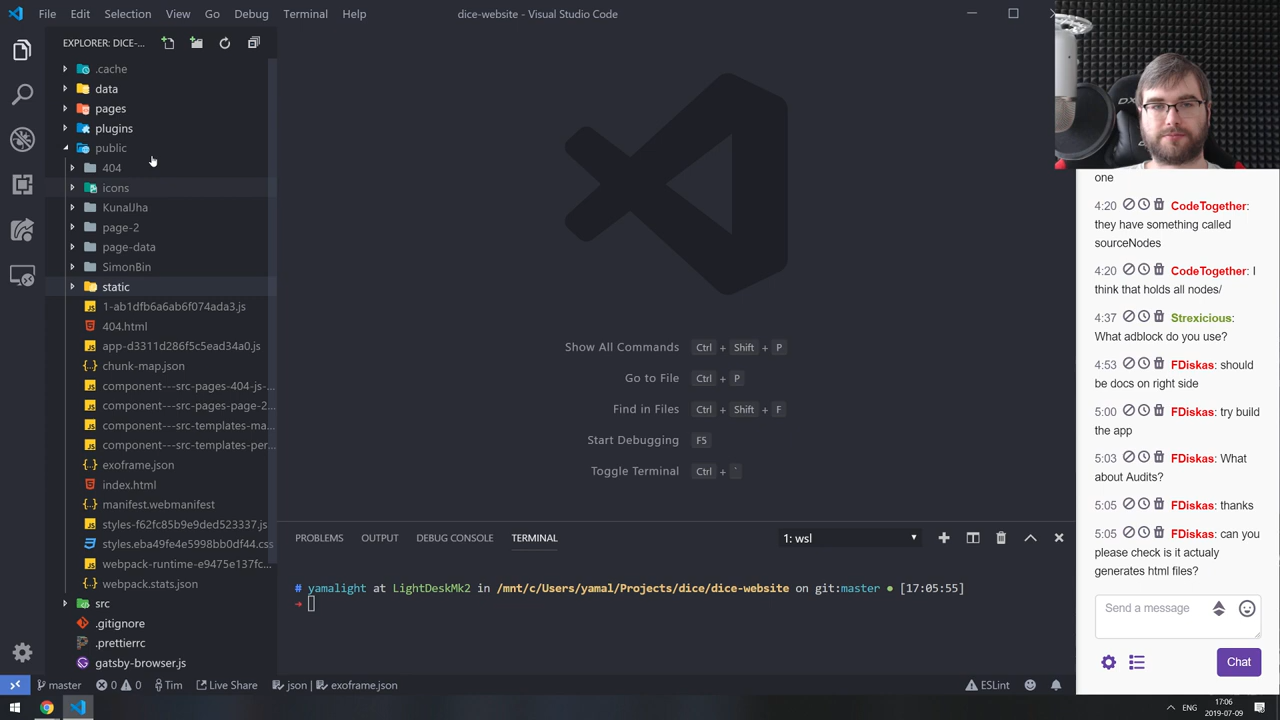 File Edit Selection View Go Debug Terminal Help
dice-website - Visual Studio Code
EXPLORER: DICE-...
.cache
data
pages
plugins
public
404
icons
KunalJha
page-2
page-data
SimonBin
static
1-ab1dfb6a6ab6f074ada3.js
404.html
app-d3311d286f5c5ead34a0.js
chunk-map.json
component---src-pages-404-js-...
component---src-pages-page-2...
component---src-templates-ma...
component---src-templates-per...
exoframe.json
index.html
manifest.webmanifest
styles-f62fc85b9e9ded523337.js
styles.eba49fe4e5998bb0df44.css
webpack-runtime-e9475e137fc...
webpack.stats.json
src
.gitignore
.prettierrc
gatsby-browser.js
Show All Commands Ctrl + Shift + P
Go to File Ctrl + P
Find in Files Ctrl + Shift + F
Start Debugging F5
Toggle Terminal Ctrl + `
PROBLEMS OUTPUT DEBUG CONSOLE TERMINAL
1: wsl
# yamalight at LightDeskMk2 in /mnt/c/Users/yamal/Projects/dice/dice-website on git:master ● [17:05:55]
→
one
4:20 CodeTogether:
they have something called
sourceNodes
4:20 CodeTogether: I
think that holds all nodes/
4:37 Strexicious:
What adblock do you use?
4:53 FDiskas: should
be docs on right side
5:00 FDiskas: try build
the app
5:03 FDiskas: What
about Audits?
5:05 FDiskas: thanks
5:05 FDiskas: can you
please check is it actualy
generates html files?
Send a message
Chat
master 0 0 Tim Live Share json | exoframe.json ESLint
ENG
17:06
2019-07-09